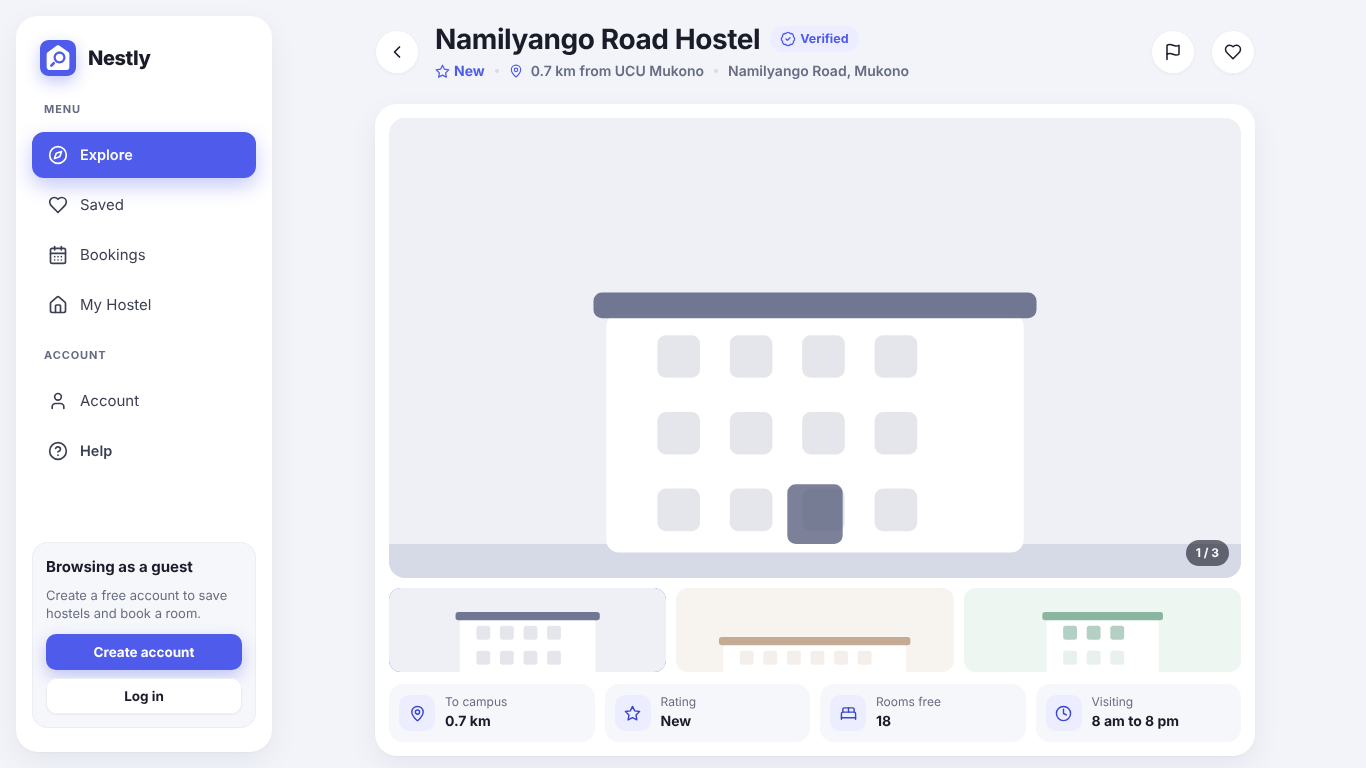 Nestly
MENU
Explore
Saved
Bookings
My Hostel
ACCOUNT
Account
Help
Browsing as a guest
Create a free account to save
hostels and book a room.
Create account
Log in
Namilyango Road Hostel
Verified
New • 0.7 km from UCU Mukono • Namilyango Road, Mukono
1 / 3
To campus
0.7 km
Rating
New
Rooms free
18
Visiting
8 am to 8 pm